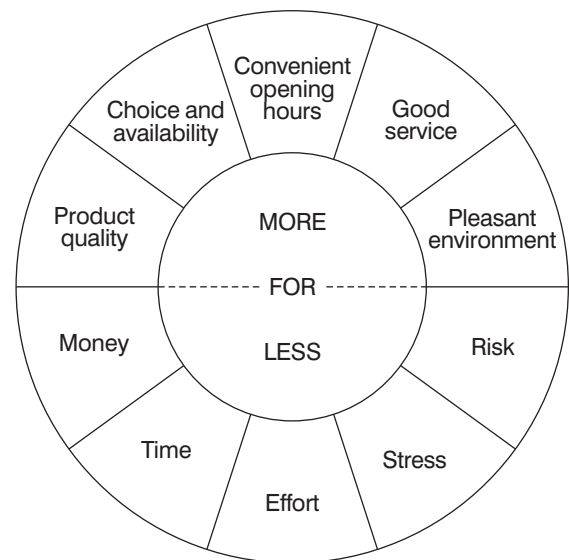 Convenient
opening
hours
Choice and
availability
Good
service
Product
quality
MORE
Pleasant
environment
FOR
Money
LESS
Risk
Time
Stress
Effort